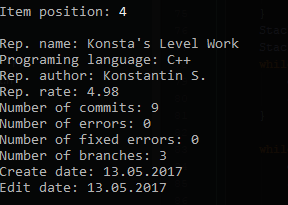 Item position: 4
Rep. name: Konsta's Level Work
Programing language: C++
Rep. author: Konstantin S.
Rep. rate: 4.98
Number of commits: 9
Number of errors: 0
Number of fixed errors: 0
Number of branches: 3
Create date: 13.05.2017
Edit date: 13.05.2017